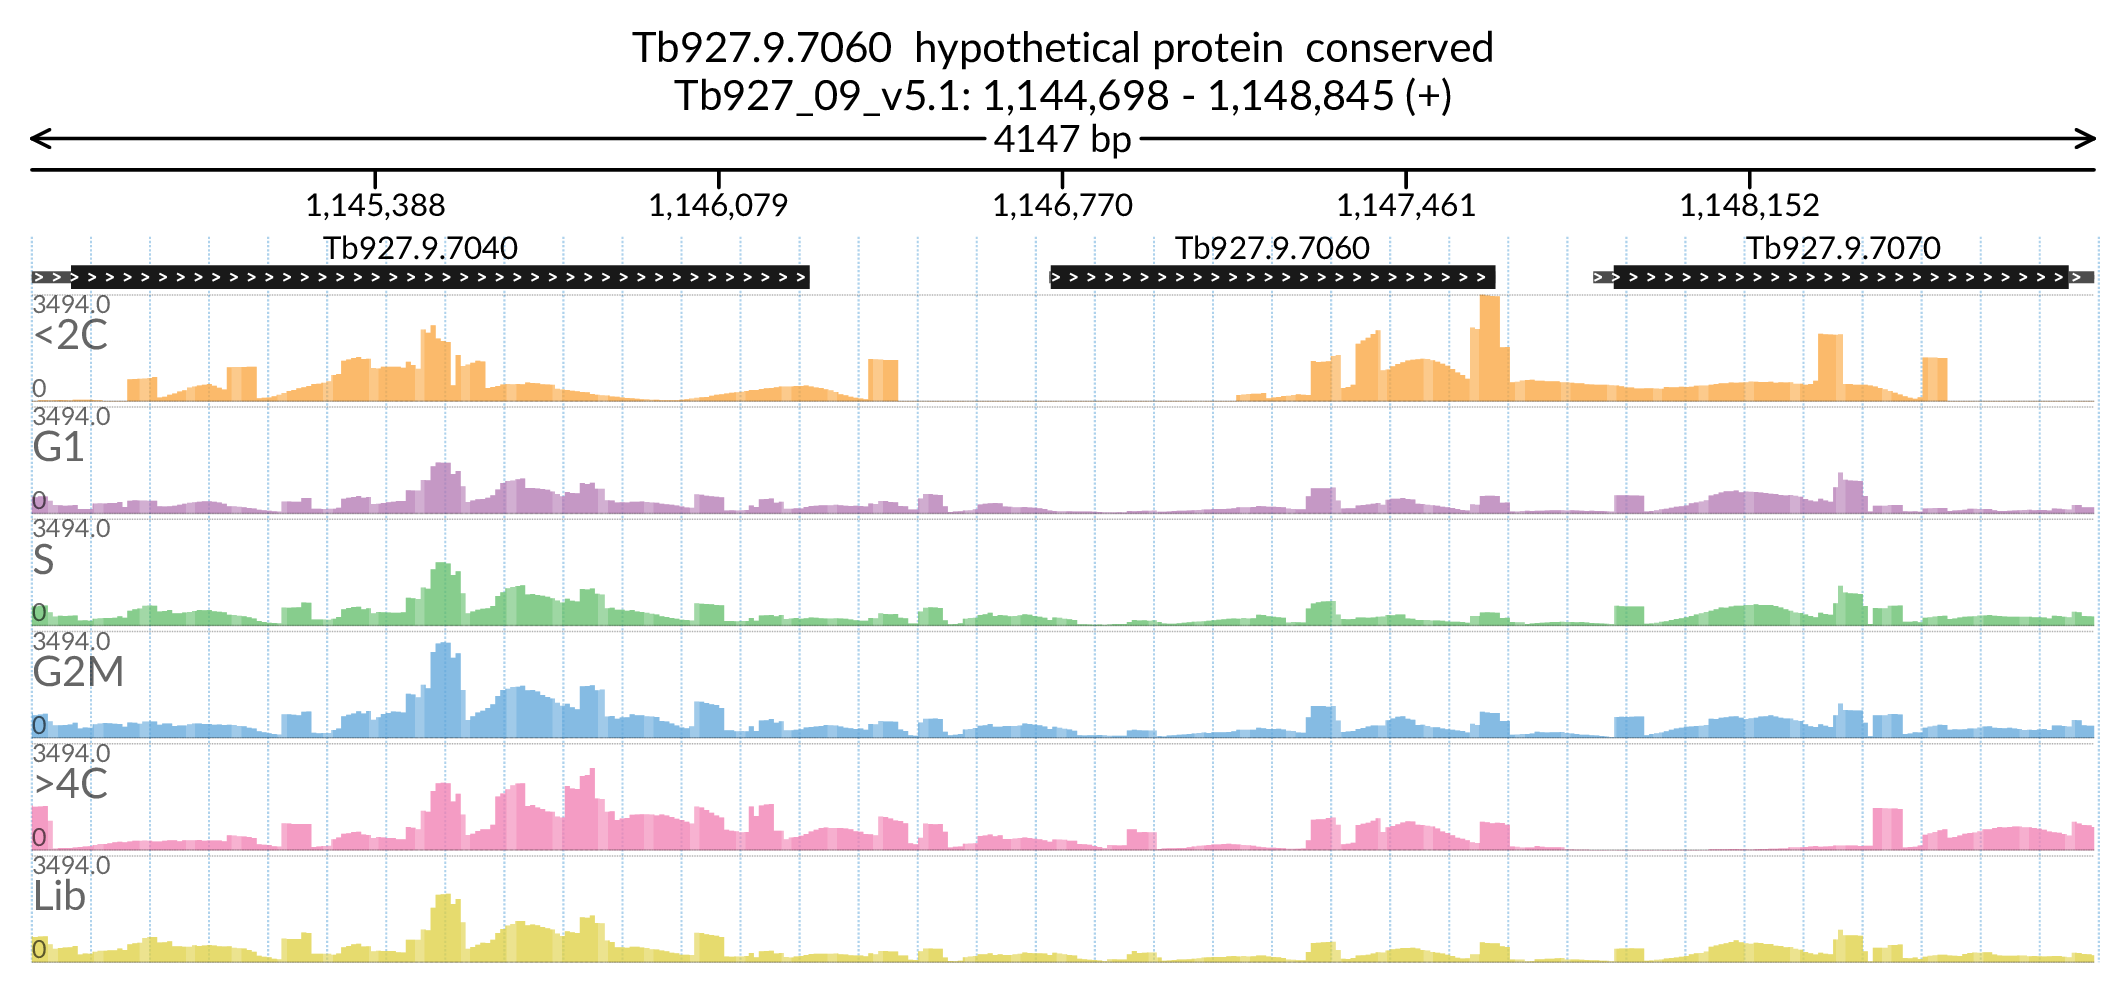 Tb927.9.7060  hypothetical protein  conserved
Tb927_09_v5.1: 1,144,698 - 1,148,845 (+)
4147 bp
1,145,388 1,146,079 1,146,770 1,147,461 1,148,152
Tb927.9.7040 Tb927.9.7060 Tb927.9.7070
3494.0
<2C
0
3494.0
G1
0
3494.0
S
0
3494.0
G2M
0
3494.0
>4C
0
3494.0
Lib
0